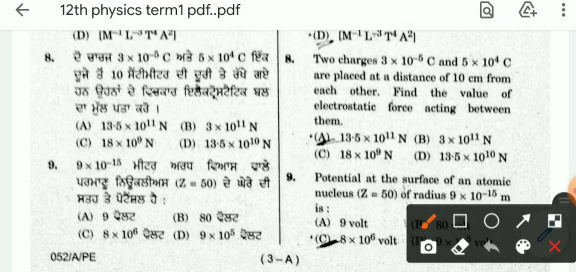 12th physics term1 pdf..pdf
(D) [M⁻¹ L⁻³ T⁴ A²]
8. ਦੋ ਚਾਰਜ 3 × 10⁻⁵ C ਅਤੇ 5 × 10⁴ C ਇੱਕ
ਦੂਜੇ ਤੋਂ 10 ਸੈਂਟੀਮੀਟਰ ਦੀ ਦੂਰੀ ਤੇ ਰੱਖੇ ਗਏ
ਹਨ ਉਹਨਾਂ ਦੇ ਵਿਚਕਾਰ ਇਲੈਕਟ੍ਰੋਸਟੈਟਿਕ ਬਲ
ਦਾ ਮੁੱਲ ਪਤਾ ਕਰੋ ।
(A) 13·5 × 10¹¹ N (B) 3 × 10¹¹ N
(C) 18 × 10⁹ N (D) 13·5 × 10¹⁰ N
9. 9 × 10⁻¹⁵ ਮੀਟਰ ਅਰਧ ਵਿਆਸ ਵਾਲੇ
ਪਰਮਾਣੂ ਨਿਊਕਲੀਅਸ (Z = 50) ਦੇ ਘੇਰੇ ਦੀ
ਸਤਹ ਤੇ ਪੋਟੈਂਸ਼ਲ ਹੈ :
(A) 9 ਵੋਲਟ (B) 80 ਵੋਲਟ
(C) 8 × 10⁶ ਵੋਲਟ (D) 9 × 10⁵ ਵੋਲਟ
(D) [M⁻¹ L⁻³ T⁴ A²]
8. Two charges 3 × 10⁻⁵ C and 5 × 10⁴ C
are placed at a distance of 10 cm from
each other. Find the value of
electrostatic force acting between
them.
(A) 13·5 × 10¹¹ N (B) 3 × 10¹¹ N
(C) 18 × 10⁹ N (D) 13·5 × 10¹⁰ N
9. Potential at the surface of an atomic
nucleus (Z = 50) of radius 9 × 10⁻¹⁵ m
is :
(A) 9 volt (B) 80
(C) 8 × 10⁶ volt
052/A/PE (3–A)